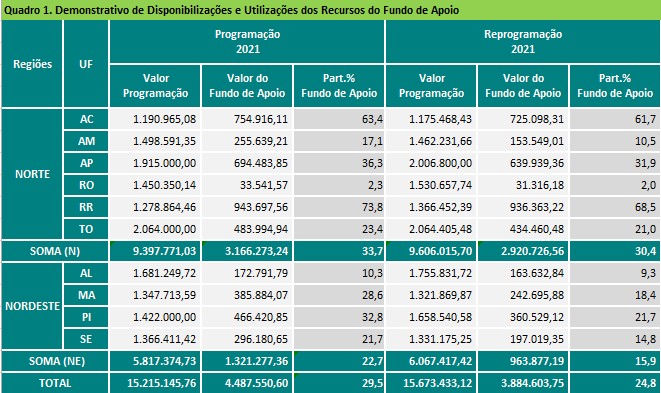 Quadro 1. Demonstrativo de Disponibilizações e Utilizações dos Recursos do Fundo de Apoio
Regiões UF Programação 2021 Reprogramação 2021
Valor Programação Valor do Fundo de Apoio Part.% Fundo de Apoio Valor Programação Valor do Fundo de Apoio Part.% Fundo de Apoio
NORTE
AC 1.190.965,08 754.916,11 63,4 1.175.468,43 725.098,31 61,7
AM 1.498.591,35 255.639,21 17,1 1.462.231,66 153.549,01 10,5
AP 1.915.000,00 694.483,85 36,3 2.006.800,00 639.939,36 31,9
RO 1.450.350,14 33.541,57 2,3 1.530.657,74 31.316,18 2,0
RR 1.278.864,46 943.697,56 73,8 1.366.452,39 936.363,22 68,5
TO 2.064.000,00 483.994,94 23,4 2.064.405,48 434.460,48 21,0
SOMA (N) 9.397.771,03 3.166.273,24 33,7 9.606.015,70 2.920.726,56 30,4
NORDESTE
AL 1.681.249,72 172.791,79 10,3 1.755.831,72 163.632,84 9,3
MA 1.347.713,59 385.884,07 28,6 1.321.869,87 242.695,88 18,4
PI 1.422.000,00 466.420,85 32,8 1.658.540,58 360.529,12 21,7
SE 1.366.411,42 296.180,65 21,7 1.331.175,25 197.019,35 14,8
SOMA (NE) 5.817.374,73 1.321.277,36 22,7 6.067.417,42 963.877,19 15,9
TOTAL 15.215.145,76 4.487.550,60 29,5 15.673.433,12 3.884.603,75 24,8